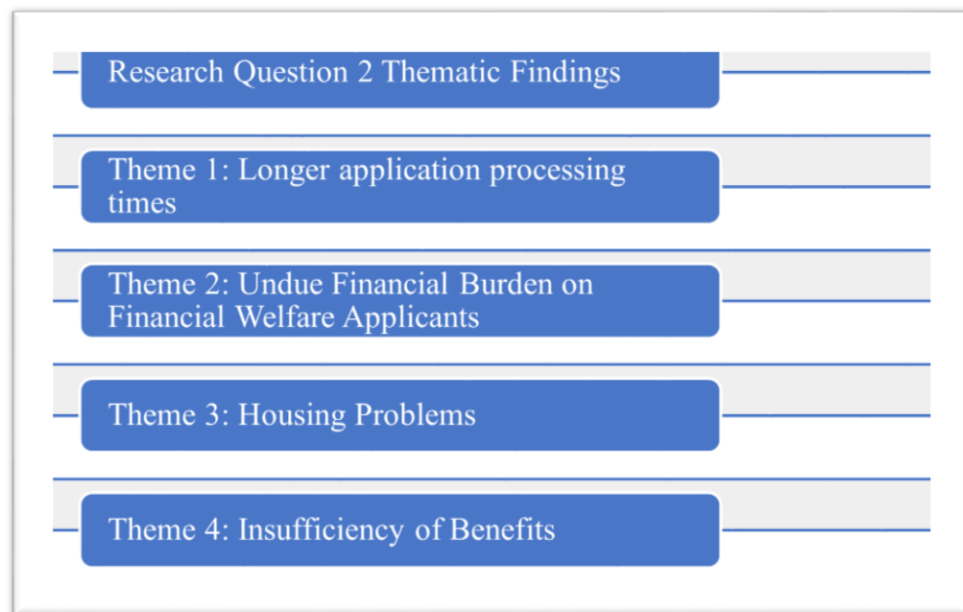 Research Question 2 Thematic Findings
Theme 1: Longer application processing
times
Theme 2: Undue Financial Burden on
Financial Welfare Applicants
Theme 3: Housing Problems
Theme 4: Insufficiency of Benefits